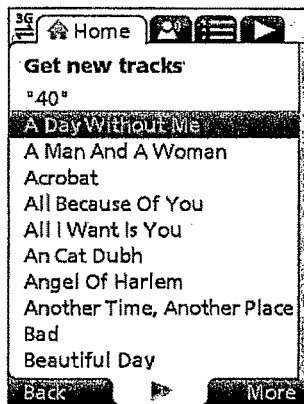 3G
Home
Get new tracks
"40"
A Day Without Me
A Man And A Woman
Acrobat
All Because Of You
All I Want Is You
An Cat Dubh
Angel Of Harlem
Another Time, Another Place
Bad
Beautiful Day
Back More